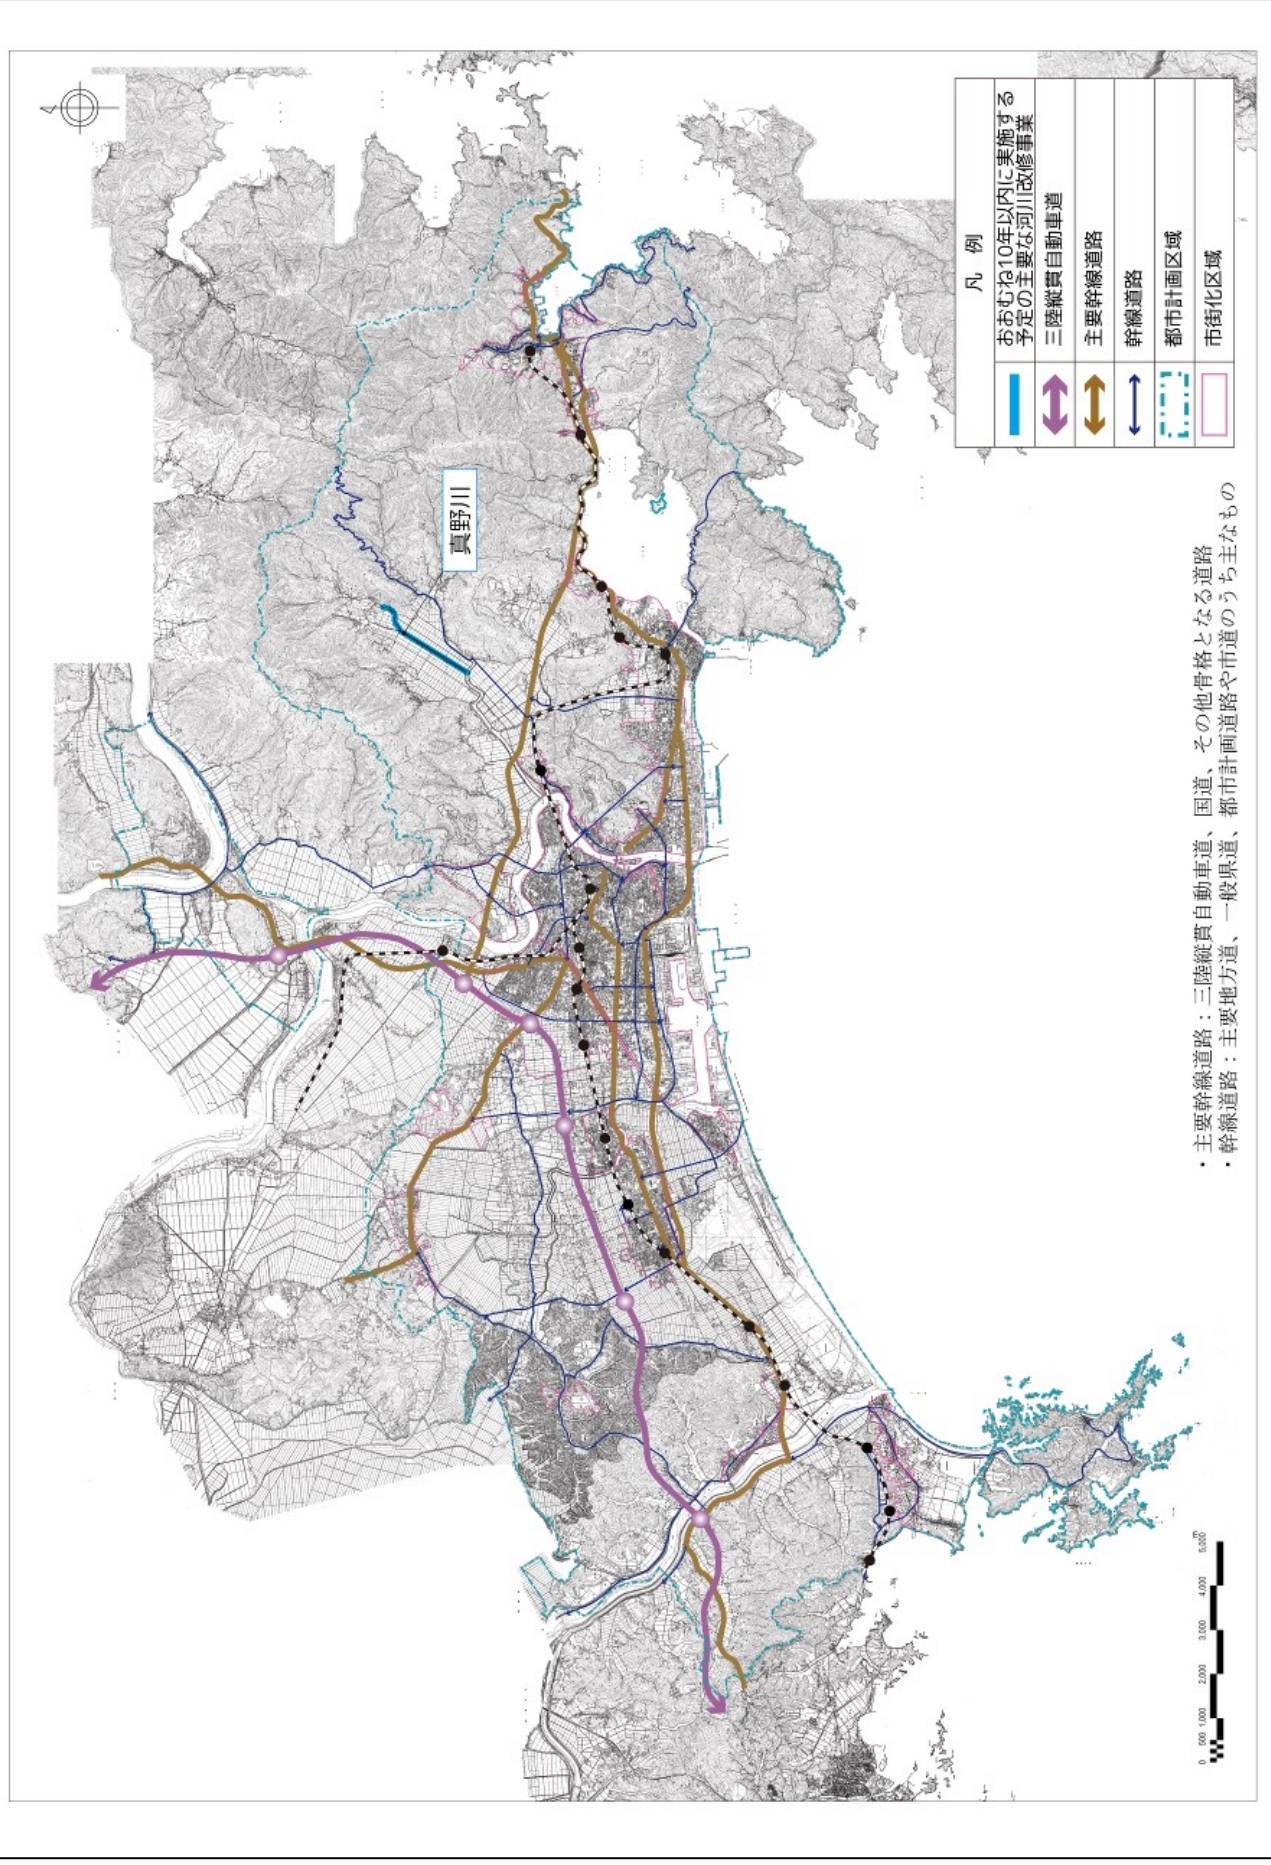 真野川
凡 例
おおむね10年以内に実施する
予定の主要な河川改修事業
三陸縦貫自動車道
主要幹線道路
幹線道路
都市計画区域
市街化区域
・主要幹線道路：三陸縦貫自動車道、国道、その他骨格となる道路
・幹線道路：主要地方道、一般県道、都市計画道路や市道のうち主なもの
0 500 1,000 2,000 3,000 4,000 5,000
m